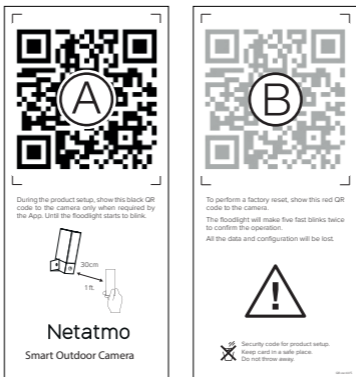 A
During the product setup, show this black QR
code to the camera only when required by
the App. Until the floodlight starts to blink.
30cm
1 ft.
Netatmo
Smart Outdoor Camera
B
To perform a factory reset, show this red QR
code to the camera.
The floodlight will make five fast blinks twice
to confirm the operation.
All the data and configuration will be lost.
Security code for product setup.
Keep card in a safe place.
Do not throw away.